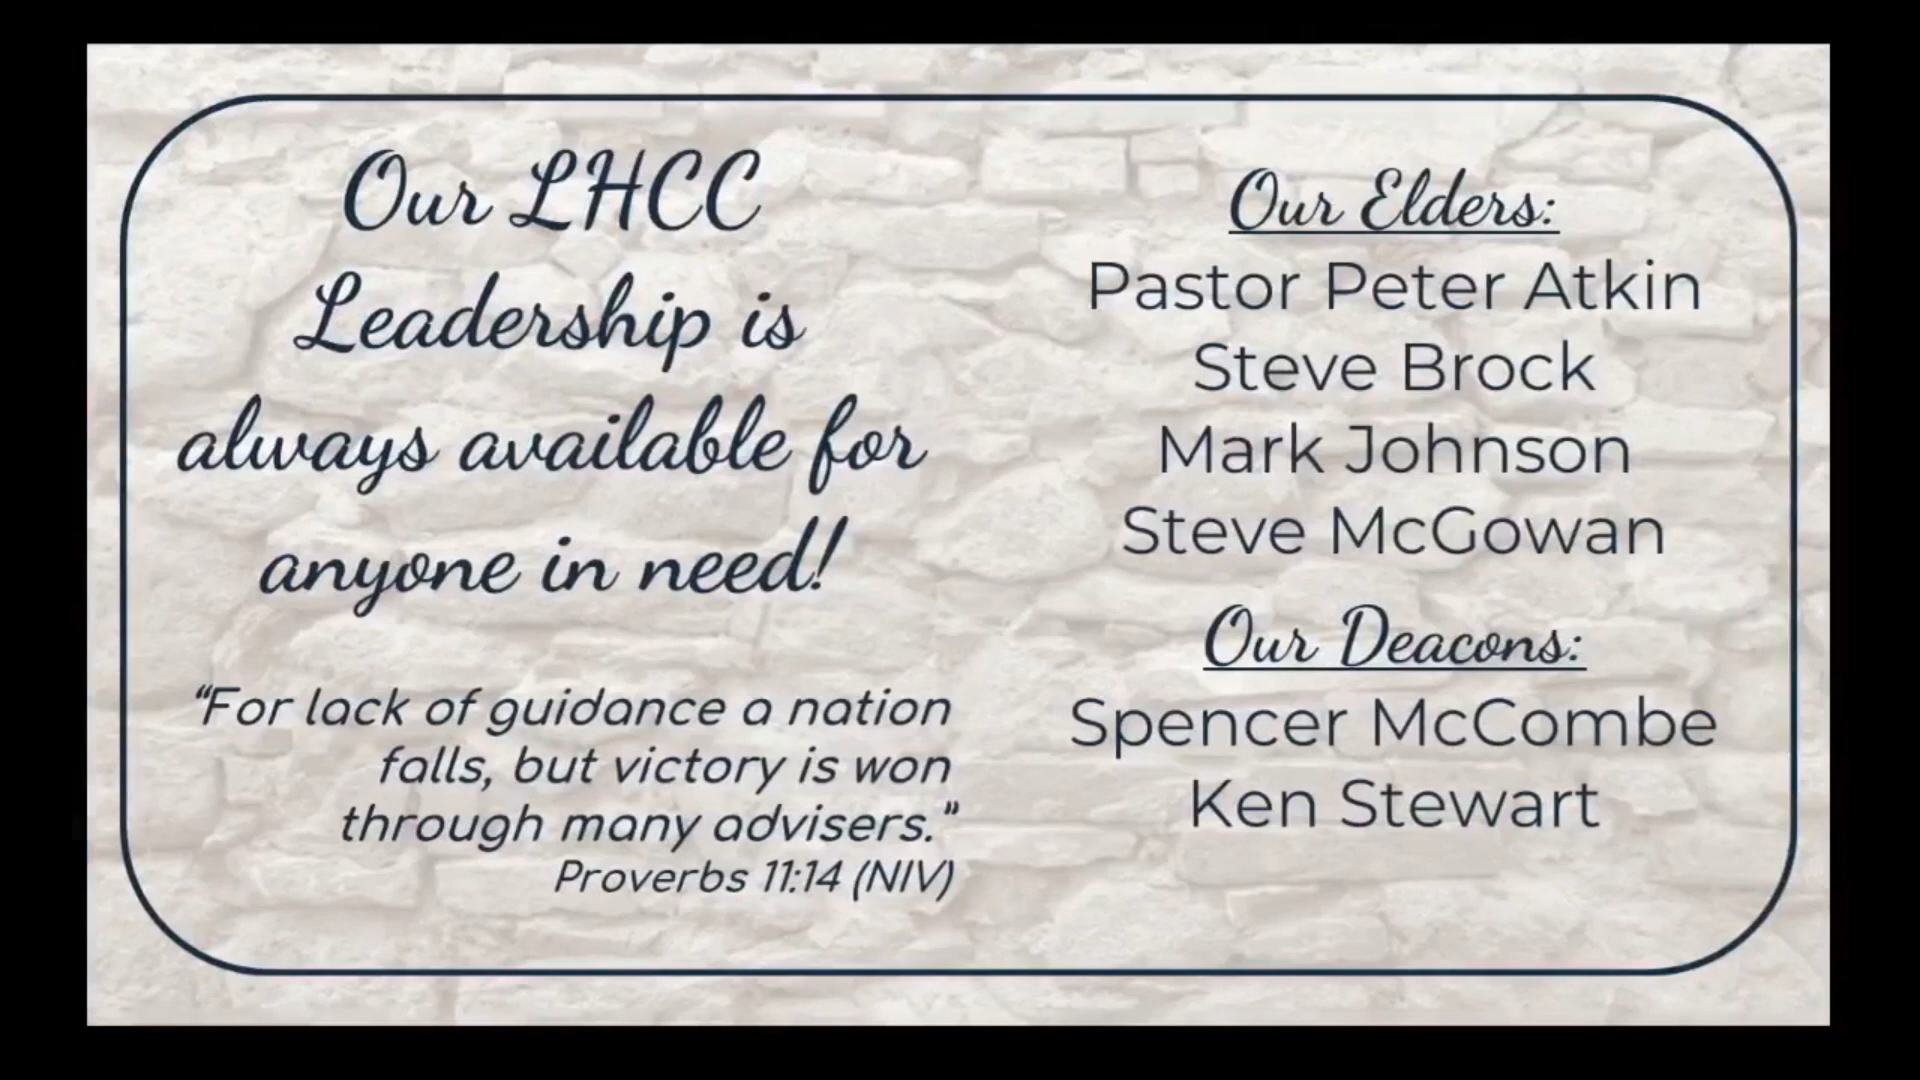 Our LHCC
Leadership is
always available for
anyone in need!
“For lack of guidance a nation
falls, but victory is won
through many advisers.”
Proverbs 11:14 (NIV)
Our Elders:
Pastor Peter Atkin
Steve Brock
Mark Johnson
Steve McGowan
Our Deacons:
Spencer McCombe
Ken Stewart